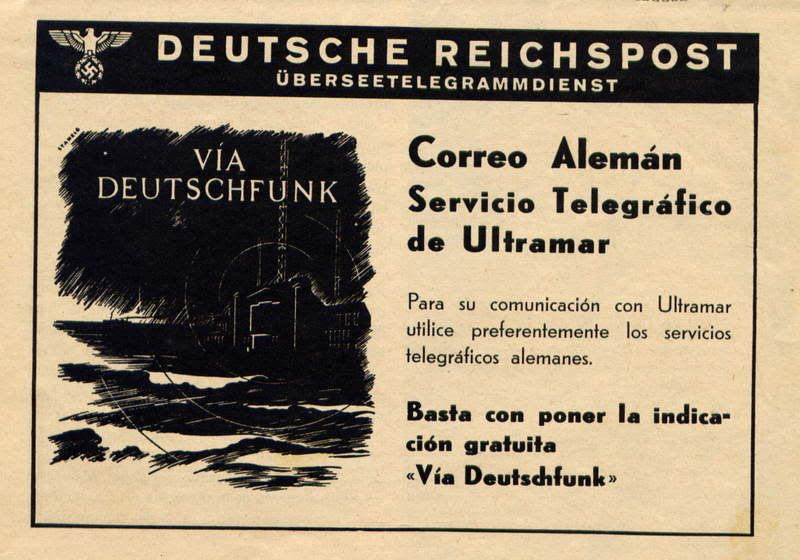 DEUTSCHE REICHSPOST
ÜBERSEETELEGRAMMDIENST
VÍA
DEUTSCHFUNK
Correo Alemán
Servicio Telegráfico
de Ultramar
Para su comunicación con Ultramar
utilice preferentemente los servicios
telegráficos alemanes.
Basta con poner la indica-
ción gratuita
«Vía Deutschfunk»